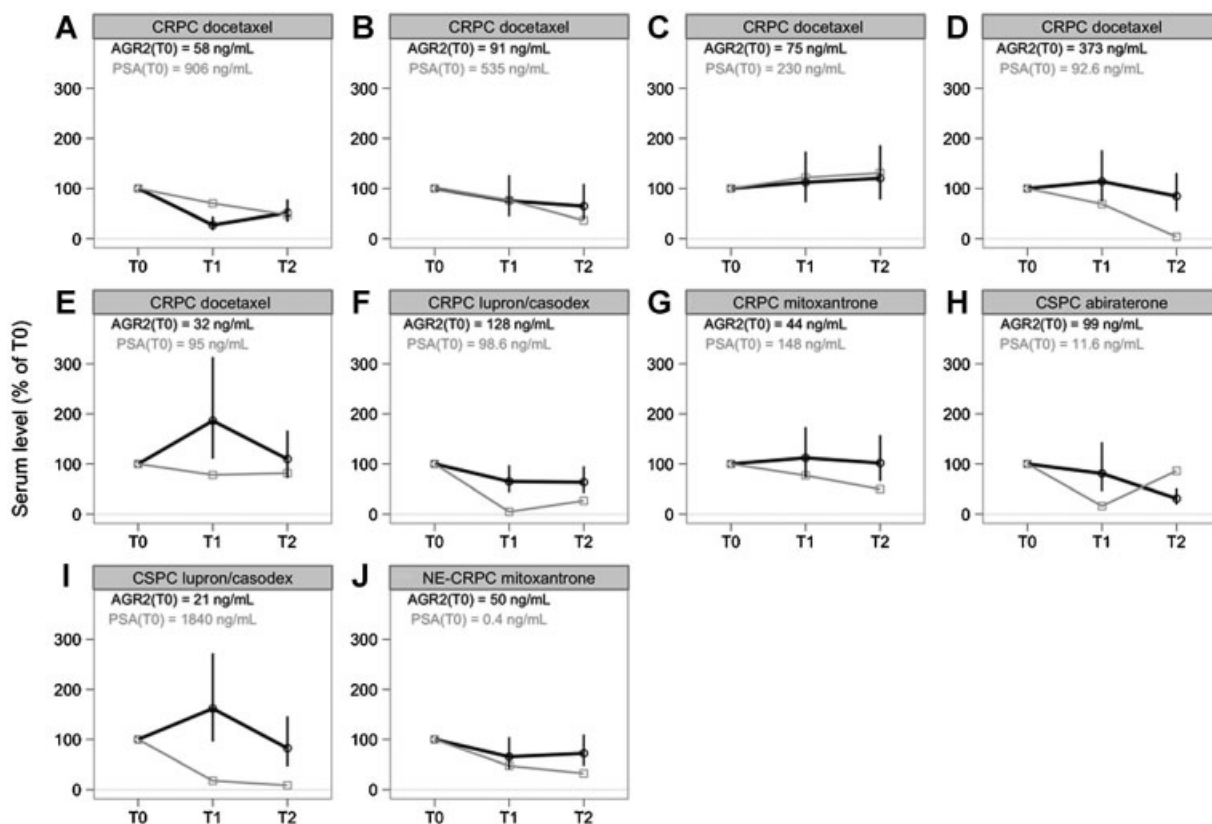 A CRPC docetaxel
AGR2(T0) = 58 ng/mL
PSA(T0) = 906 ng/mL
300
200
100
0
T0 T1 T2
B CRPC docetaxel
AGR2(T0) = 91 ng/mL
PSA(T0) = 535 ng/mL
300
200
100
0
T0 T1 T2
C CRPC docetaxel
AGR2(T0) = 75 ng/mL
PSA(T0) = 230 ng/mL
300
200
100
0
T0 T1 T2
D CRPC docetaxel
AGR2(T0) = 373 ng/mL
PSA(T0) = 92.6 ng/mL
300
200
100
0
T0 T1 T2
Serum level (% of T0)
E CRPC docetaxel
AGR2(T0) = 32 ng/mL
PSA(T0) = 95 ng/mL
300
200
100
0
T0 T1 T2
F CRPC lupron/casodex
AGR2(T0) = 128 ng/mL
PSA(T0) = 98.6 ng/mL
300
200
100
0
T0 T1 T2
G CRPC mitoxantrone
AGR2(T0) = 44 ng/mL
PSA(T0) = 148 ng/mL
300
200
100
0
T0 T1 T2
H CSPC abiraterone
AGR2(T0) = 99 ng/mL
PSA(T0) = 11.6 ng/mL
300
200
100
0
T0 T1 T2
I CSPC lupron/casodex
AGR2(T0) = 21 ng/mL
PSA(T0) = 1840 ng/mL
300
200
100
0
T0 T1 T2
J NE-CRPC mitoxantrone
AGR2(T0) = 50 ng/mL
PSA(T0) = 0.4 ng/mL
300
200
100
0
T0 T1 T2